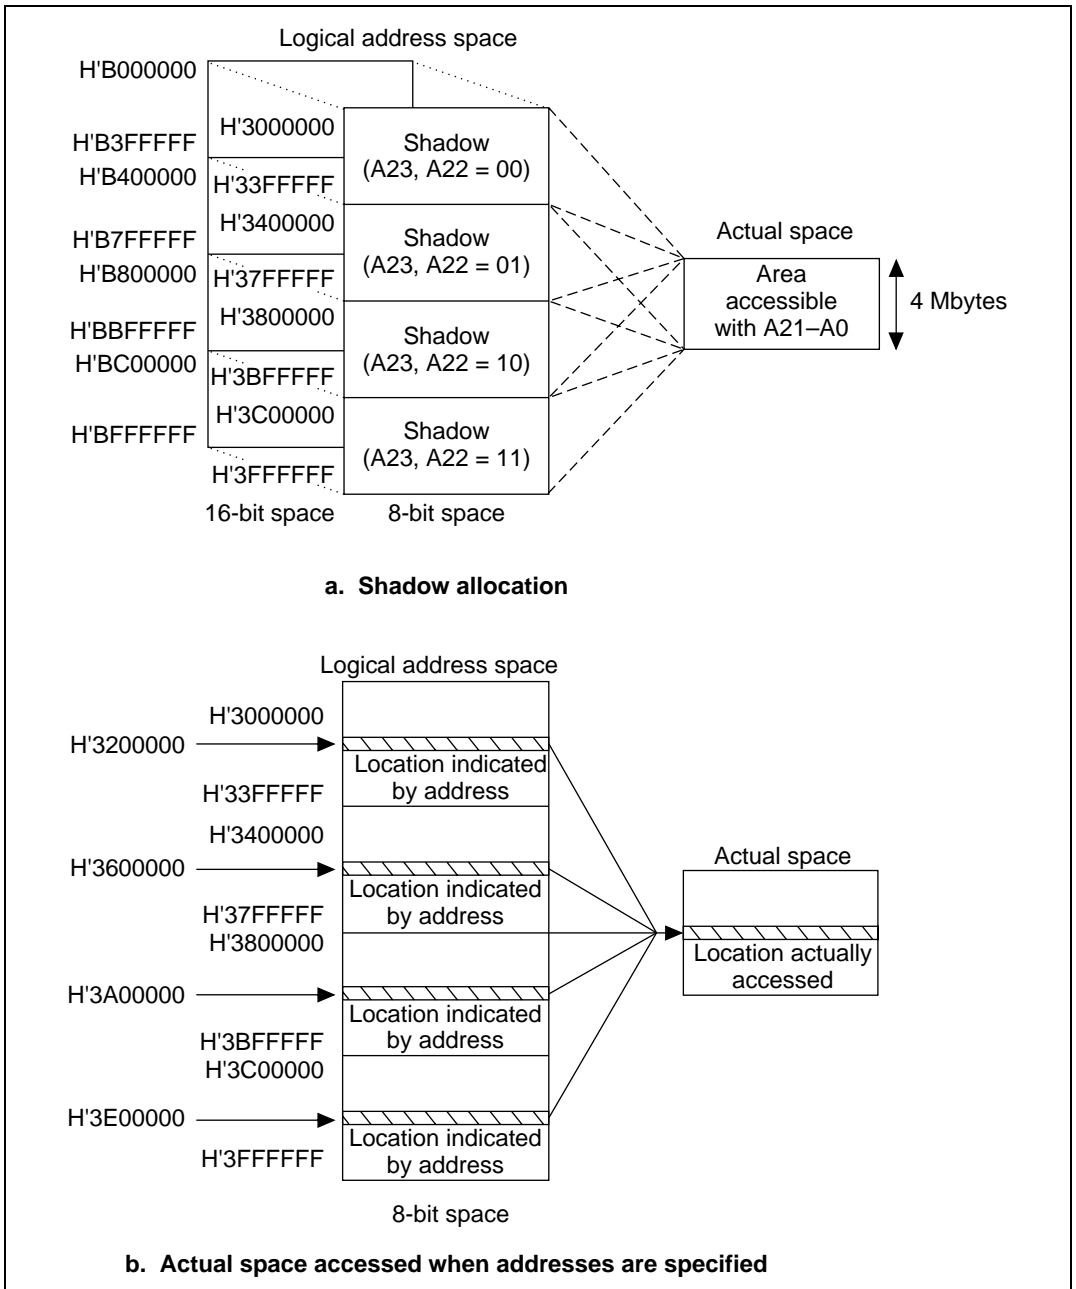 Logical address space
H'B000000
H'3000000
Shadow
(A23, A22 = 00)
H'B3FFFFF
H'B400000
H'33FFFFF
H'3400000
Shadow
(A23, A22 = 01)
H'B7FFFFF
H'B800000
H'37FFFFF
H'3800000
Shadow
(A23, A22 = 10)
H'BBFFFFF
H'BC00000
H'3BFFFFF
H'3C00000
Shadow
(A23, A22 = 11)
H'BFFFFFF
H'3FFFFFF
16-bit space
8-bit space
Actual space
Area
accessible
with A21–A0
4 Mbytes
a. Shadow allocation
Logical address space
H'3000000
H'3200000
Location indicated
by address
H'33FFFFF
H'3400000
H'3600000
Location indicated
by address
H'37FFFFF
H'3800000
H'3A00000
Location indicated
by address
H'3BFFFFF
H'3C00000
H'3E00000
Location indicated
by address
H'3FFFFFF
8-bit space
Actual space
Location actually
accessed
b. Actual space accessed when addresses are specified